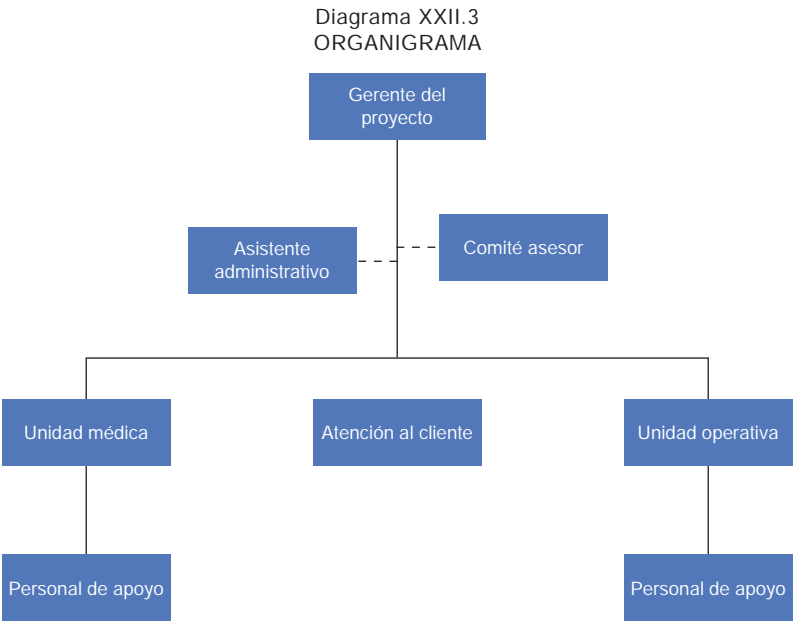 Diagrama XXII.3
ORGANIGRAMA
Gerente del
proyecto
Asistente
administrativo
Comité asesor
Unidad médica
Atención al cliente
Unidad operativa
Personal de apoyo
Personal de apoyo